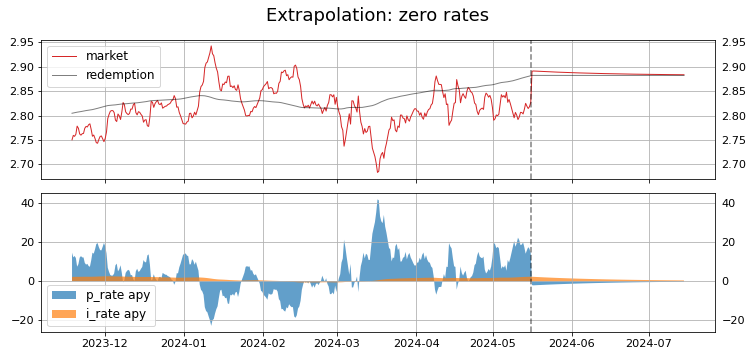 Extrapolation: zero rates
2.95 2.95
market
2.90 2.90
redemption
2.85 2.85
2.80 2.80
2.75 2.75
2.70 2.70
40 40
20 20
0 0
p_rate apy
i_rate apy
−20 −20
2023-12 2024-01 2024-02 2024-03 2024-04 2024-05 2024-06 2024-07